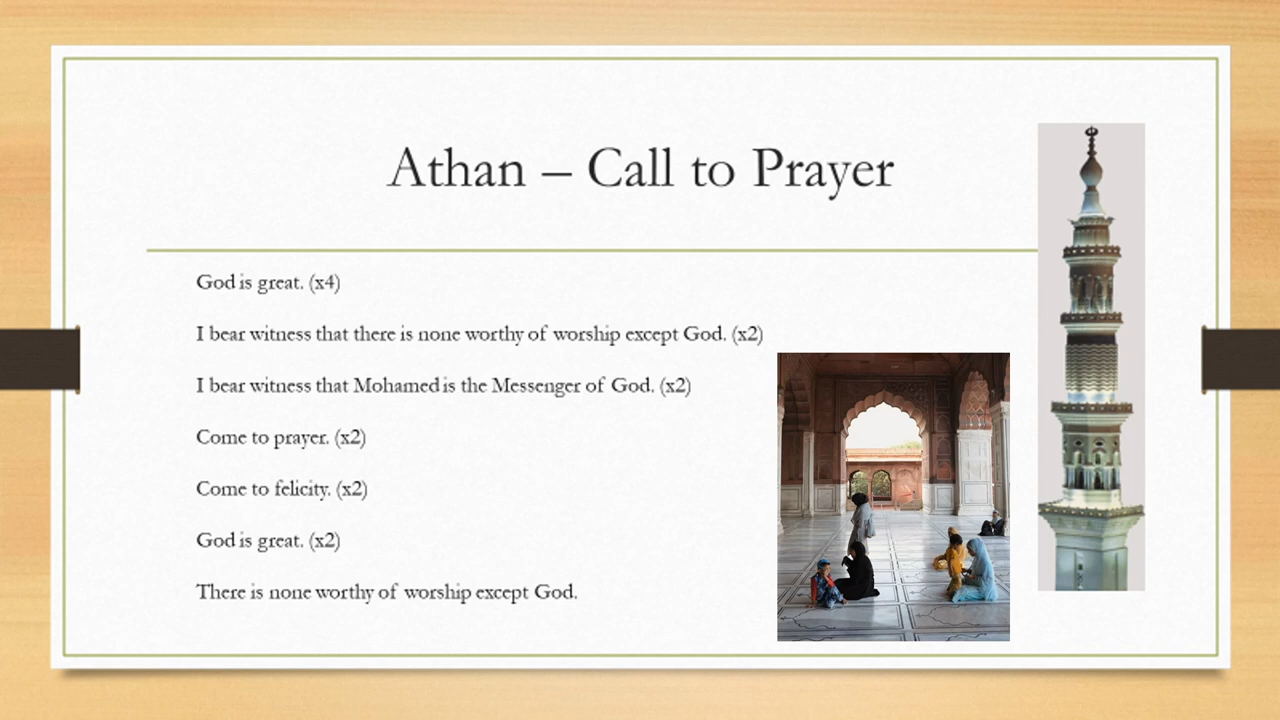 Athan – Call to Prayer
God is great. (x4)
I bear witness that there is none worthy of worship except God. (x2)
I bear witness that Mohamed is the Messenger of God. (x2)
Come to prayer. (x2)
Come to felicity. (x2)
God is great. (x2)
There is none worthy of worship except God.